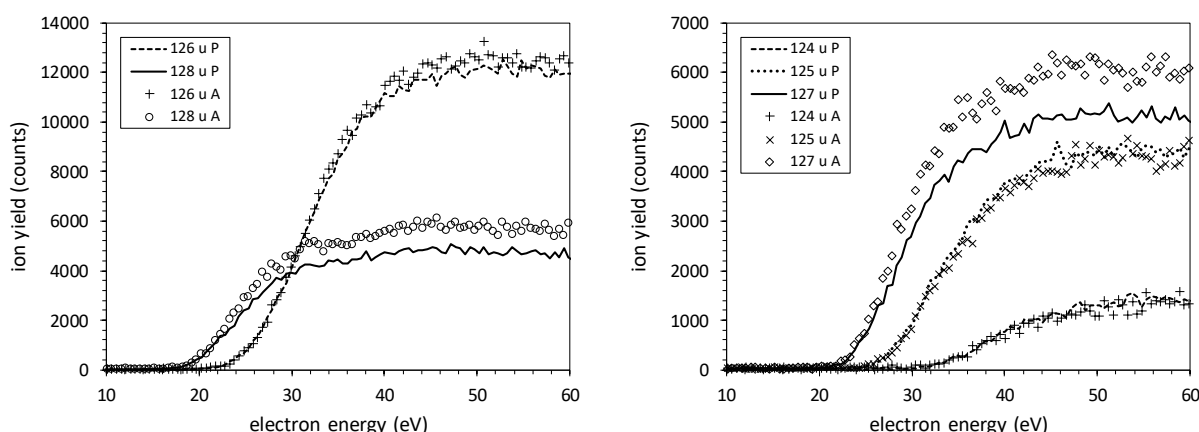 14000
12000
10000
8000
6000
4000
2000
0
10 20 30 40 50 60
ion yield (counts)
electron energy (eV)
126 u P
128 u P
126 u A
128 u A
7000
6000
5000
4000
3000
2000
1000
0
10 20 30 40 50 60
ion yield (counts)
electron energy (eV)
124 u P
125 u P
127 u P
124 u A
125 u A
127 u A